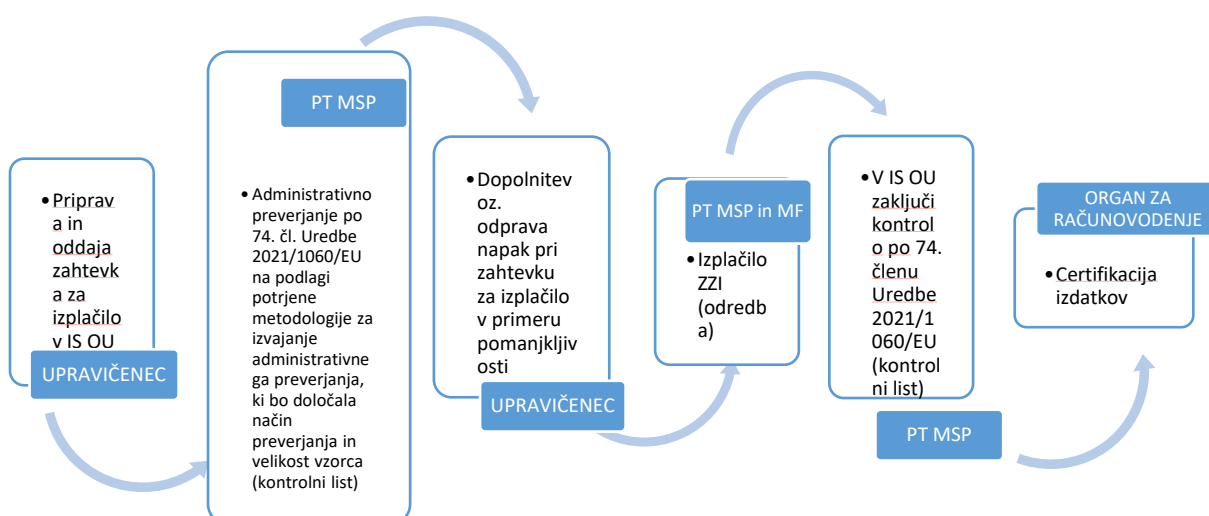 • Priprav
a in
oddaja
zahtevk
a za
izplačilo
v IS OU
UPRAVIČENEC
PT MSP
• Administrativno
preverjanje po
74. čl. Uredbe
2021/1060/EU
na podlagi
potrjene
metodologije za
izvajanje
administrativne
ga preverjanja,
ki bo določala
način
preverjanja in
velikost vzorca
(kontrolni list)
• Dopolnitev
oz.
odprava
napak pri
zahtevku
za izplačilo
v primeru
pomanjkljiv
osti
UPRAVIČENEC
PT MSP in MF
• Izplačilo
ZZI
(odredb
a)
• V IS OU
zaključi
kontrol
o po 74.
členu
Uredbe
2021/1
060/EU
(kontrol
ni list)
PT MSP
ORGAN ZA
RAČUNOVODENJE
• Certifikacija
izdatkov